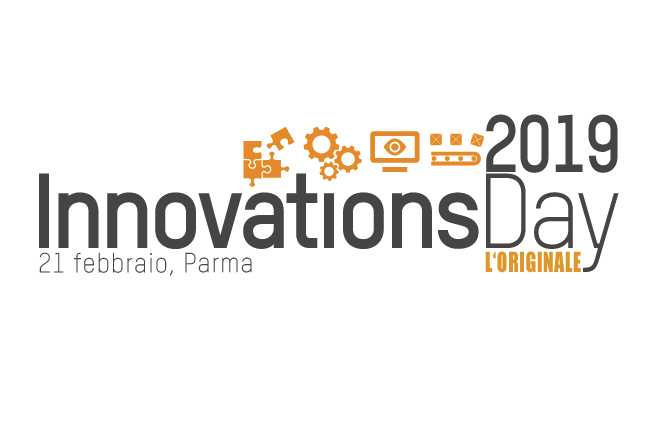 2019
InnovationsDay
21 febbraio, Parma
L'ORIGINALE